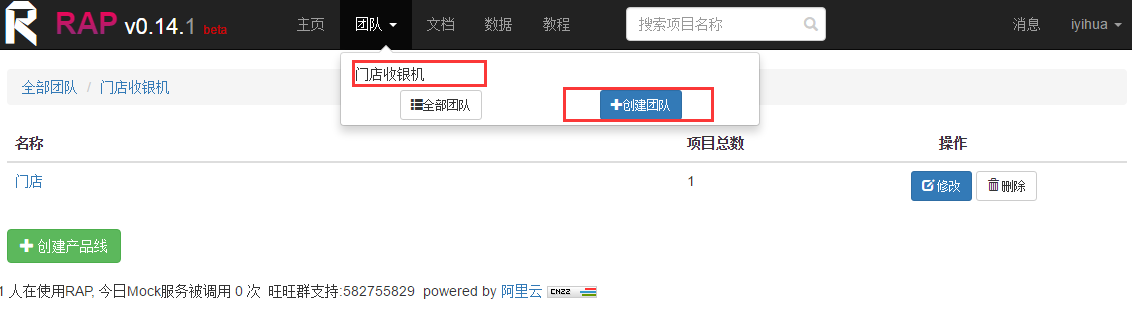 RAP v0.14.1 beta 主页 团队 文档 数据 教程 搜索项目名称 消息 iyihua
门店收银机
全部团队 / 门店收银机
全部团队 创建团队
名称 项目总数 操作
门店 1 修改 删除
创建产品线
1 人在使用RAP, 今日Mock服务被调用 0 次 旺旺群支持:582755829 powered by 阿里云 CNZZ